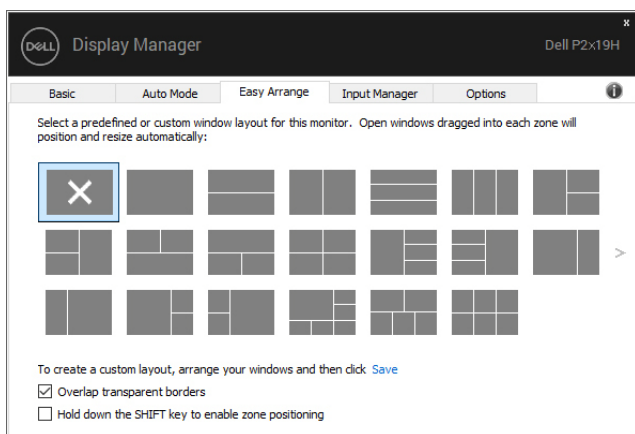 x
DELL Display Manager Dell P2x19H
Basic Auto Mode Easy Arrange Input Manager Options i
Select a predefined or custom window layout for this monitor. Open windows dragged into each zone will
position and resize automatically:
>
To create a custom layout, arrange your windows and then click Save
Overlap transparent borders
Hold down the SHIFT key to enable zone positioning